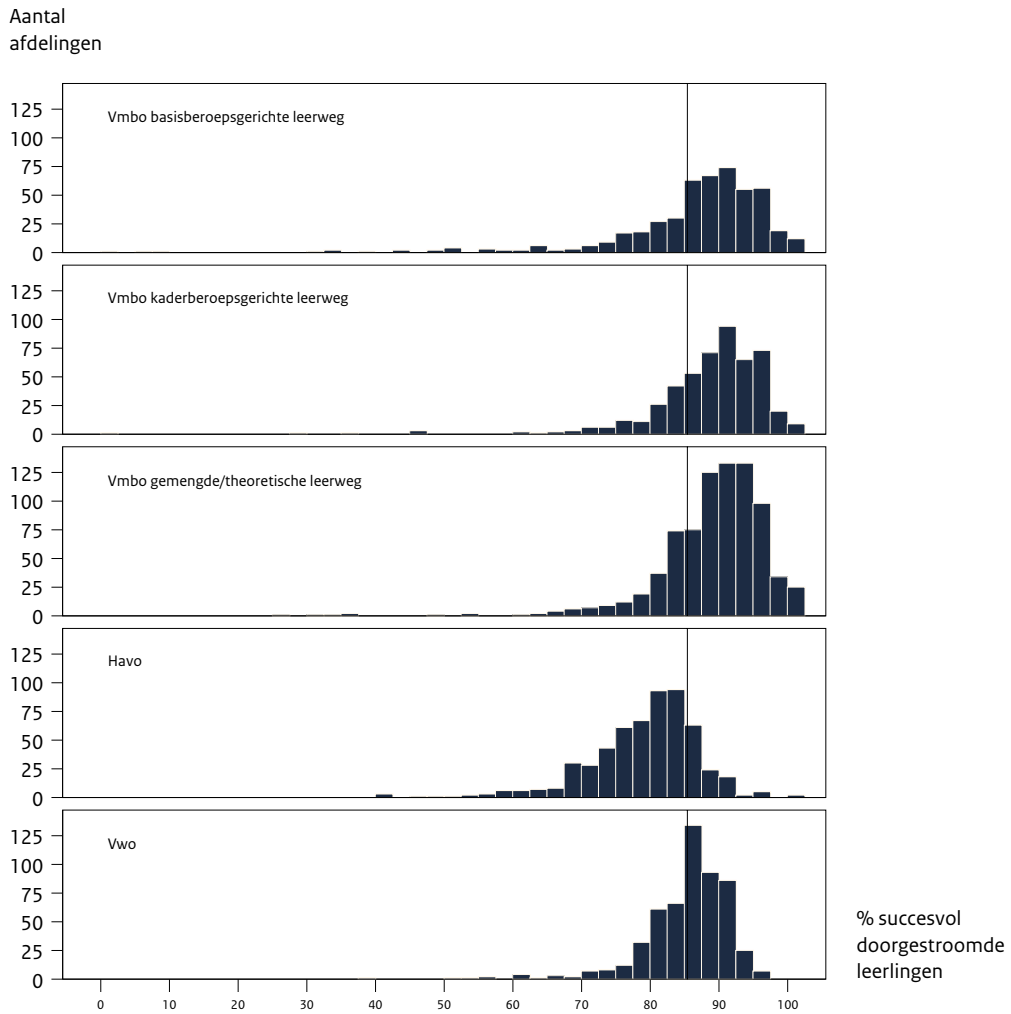 Aantal
afdelingen
125
100
75
50
25
0
Vmbo basisberoepsgerichte leerweg
125
100
75
50
25
0
Vmbo kaderberoepsgerichte leerweg
125
100
75
50
25
0
Vmbo gemengde/theoretische leerweg
125
100
75
50
25
0
Havo
125
100
75
50
25
0
Vwo
0 10 20 30 40 50 60 70 80 90 100
% succesvol
doorgestroomde
leerlingen